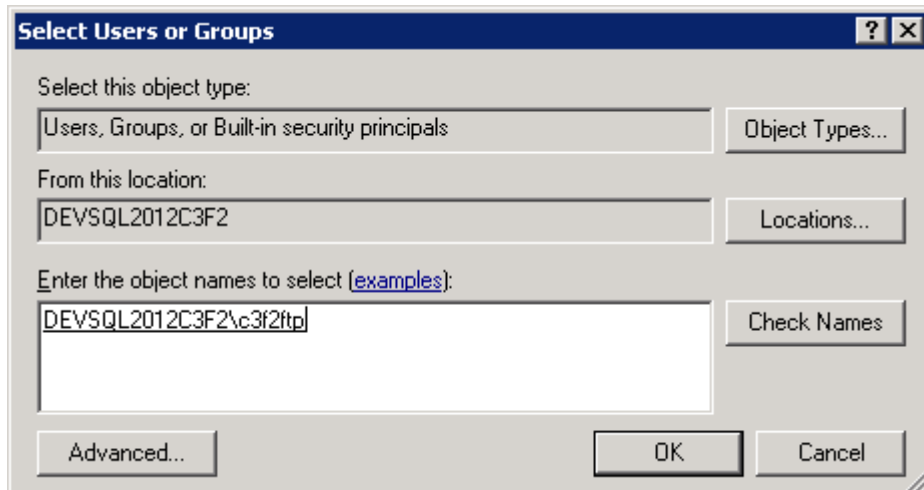 Select Users or Groups
Select this object type:
Users, Groups, or Built-in security principals
Object Types...
From this location:
DEVSQL2012C3F2
Locations...
Enter the object names to select (examples):
DEVSQL2012C3F2\c3f2ftp
Check Names
Advanced...
OK
Cancel